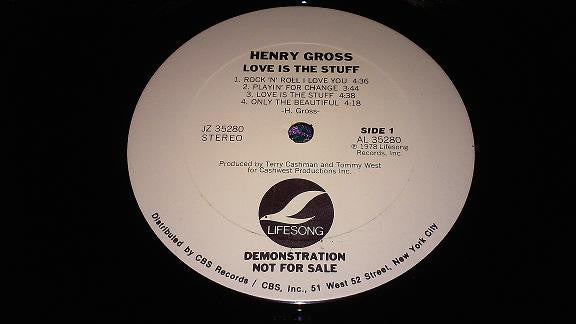 HENRY GROSS
LOVE IS THE STUFF
1. ROCK 'N' ROLL I LOVE YOU 4:36
2. PLAYIN' FOR CHANGE 3:44
3. LOVE IS THE STUFF 4:38
4. ONLY THE BEAUTIFUL 4:18
-H. Gross-
JZ 35280
STEREO
SIDE 1
AL 35280
℗ 1978 Lifesong
Records, Inc.
Produced by Terry Cashman and Tommy West
for Cashwest Productions Inc.
LIFESONG
DEMONSTRATION
NOT FOR SALE
Distributed by CBS Records / CBS, Inc., 51 West 52 Street, New York City